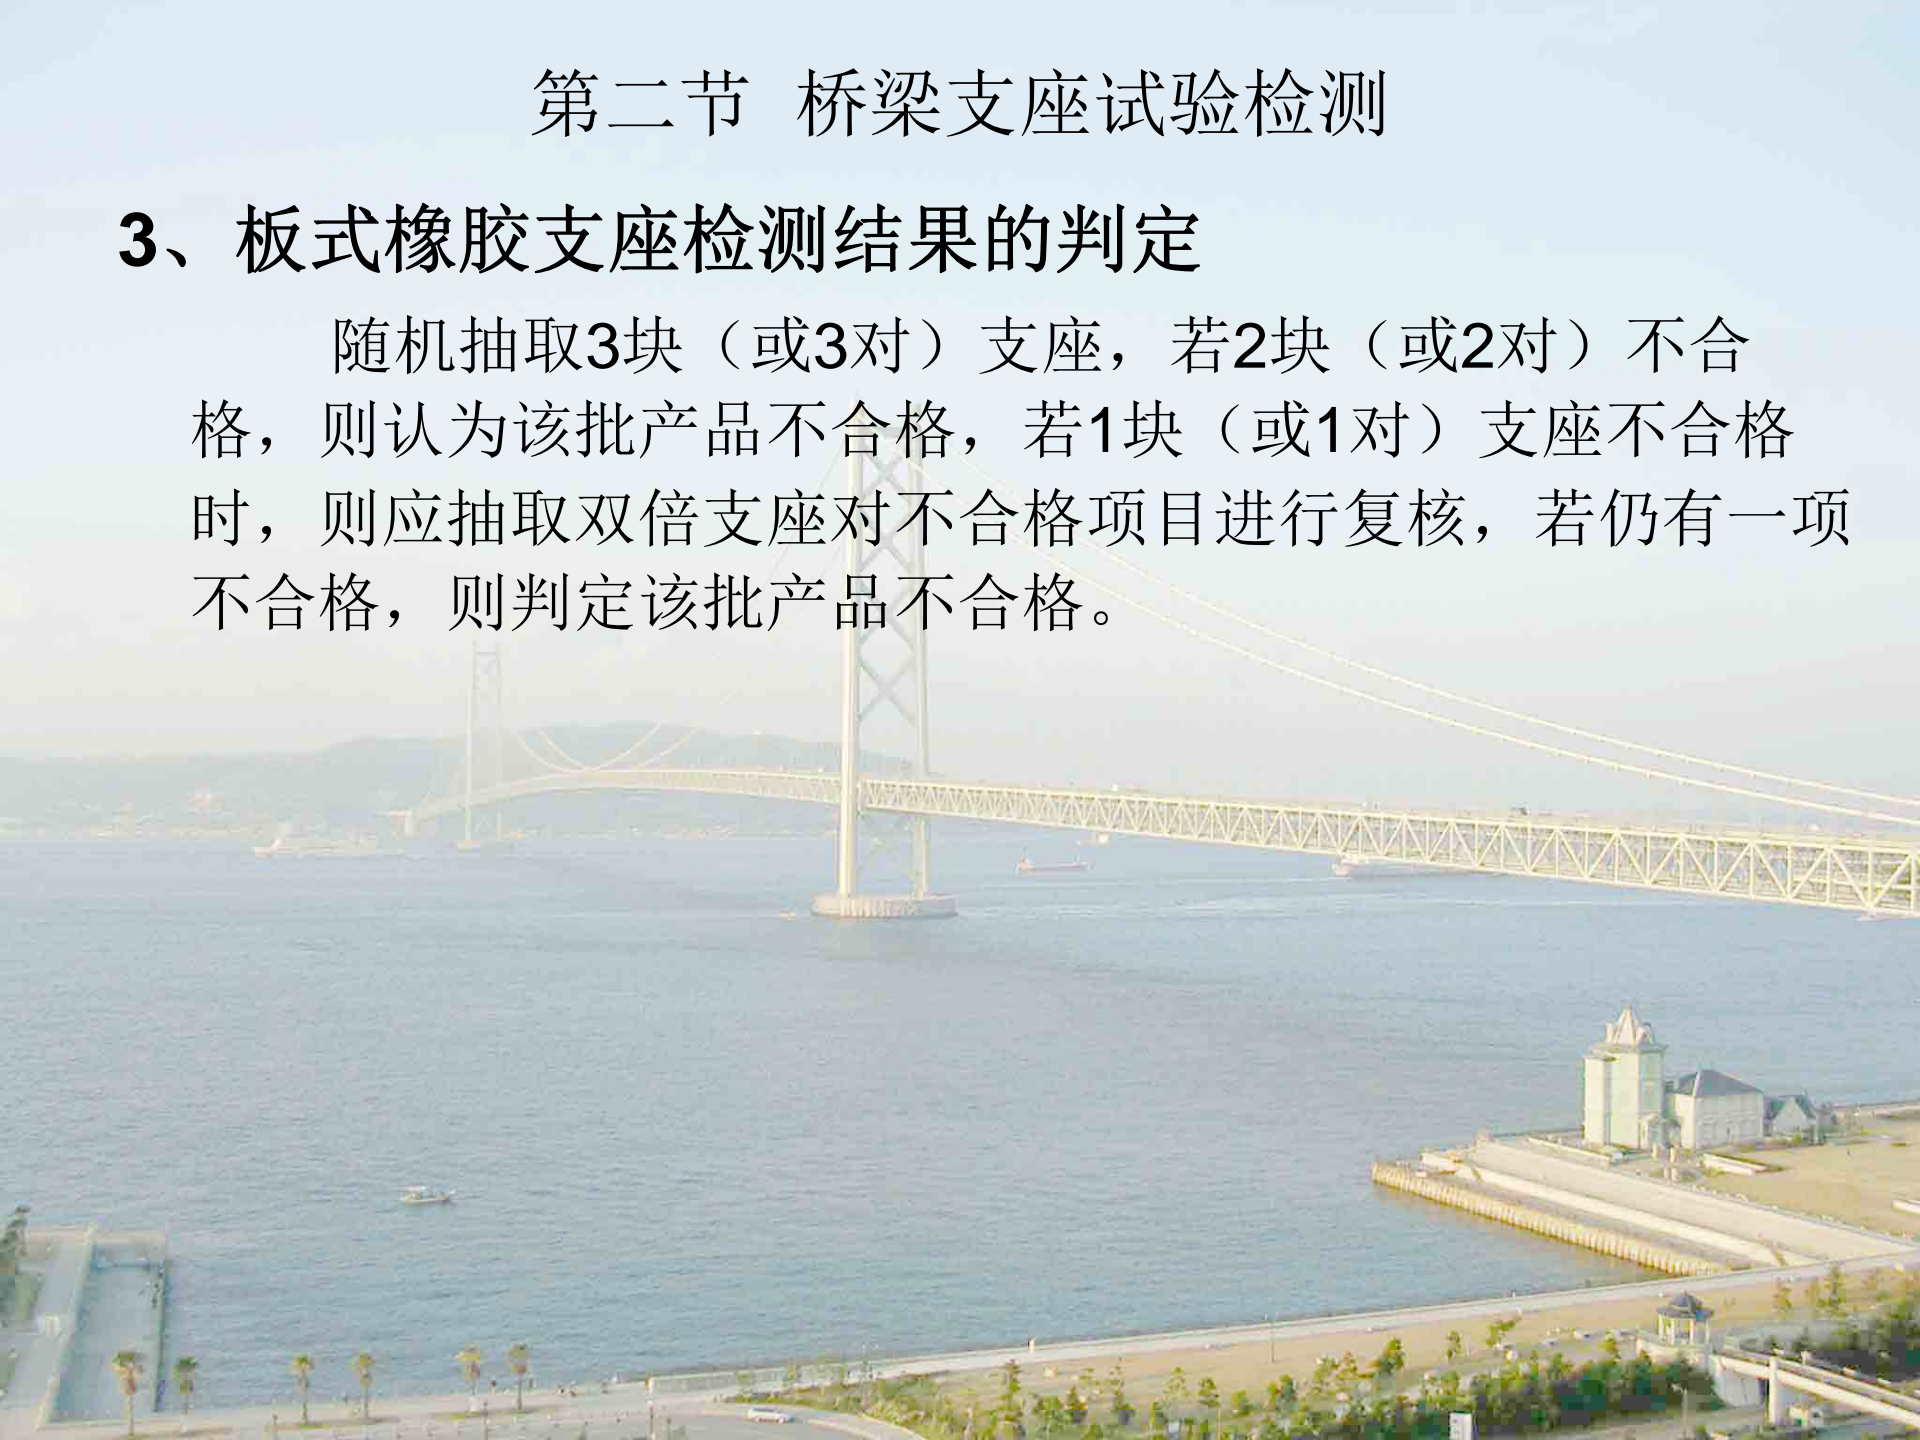 第二节 桥梁支座试验检测
3、板式橡胶支座检测结果的判定
随机抽取3块（或3对）支座，若2块（或2对）不合
格，则认为该批产品不合格，若1块（或1对）支座不合格
时，则应抽取双倍支座对不合格项目进行复核，若仍有一项
不合格，则判定该批产品不合格。